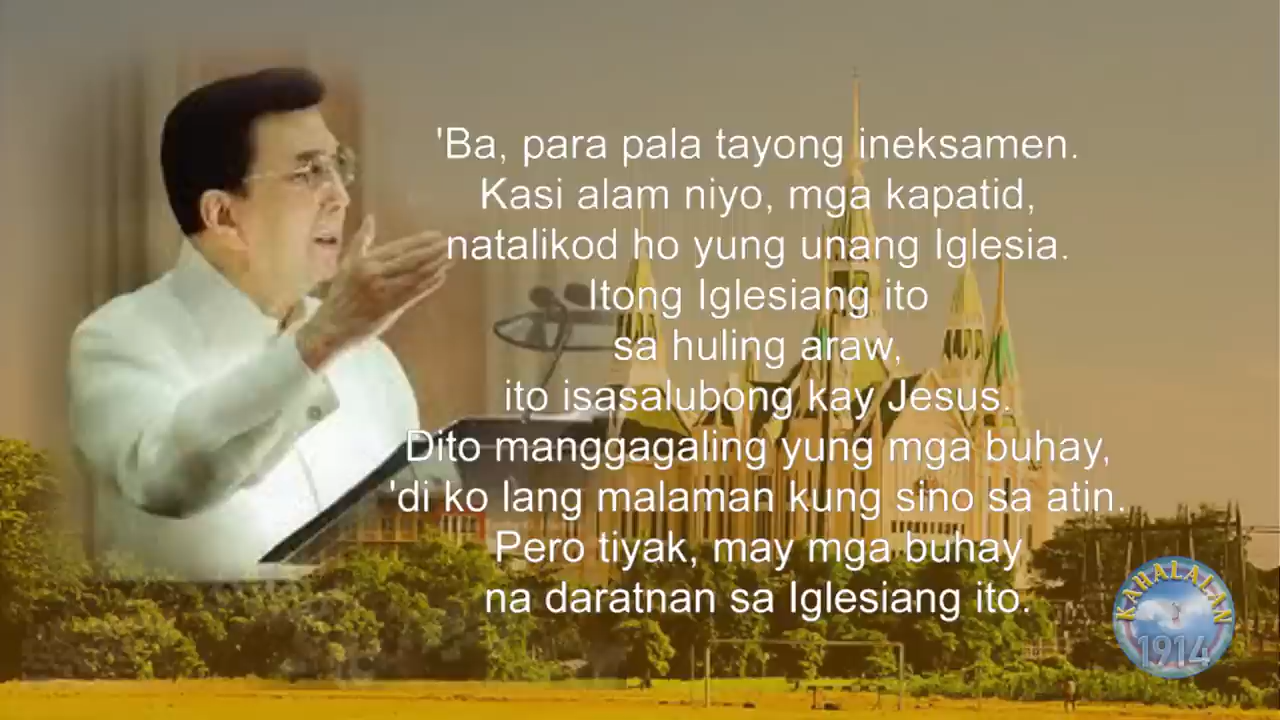 'Ba, para pala tayong ineksamen.
Kasi alam niyo, mga kapatid,
natalikod ho yung unang Iglesia.
Itong Iglesiang ito
sa huling araw,
ito isasalubong kay Jesus.
Dito manggagaling yung mga buhay,
'di ko lang malaman kung sino sa atin.
Pero tiyak, may mga buhay
na daratnan sa Iglesiang ito.
KAHALALAN
1914